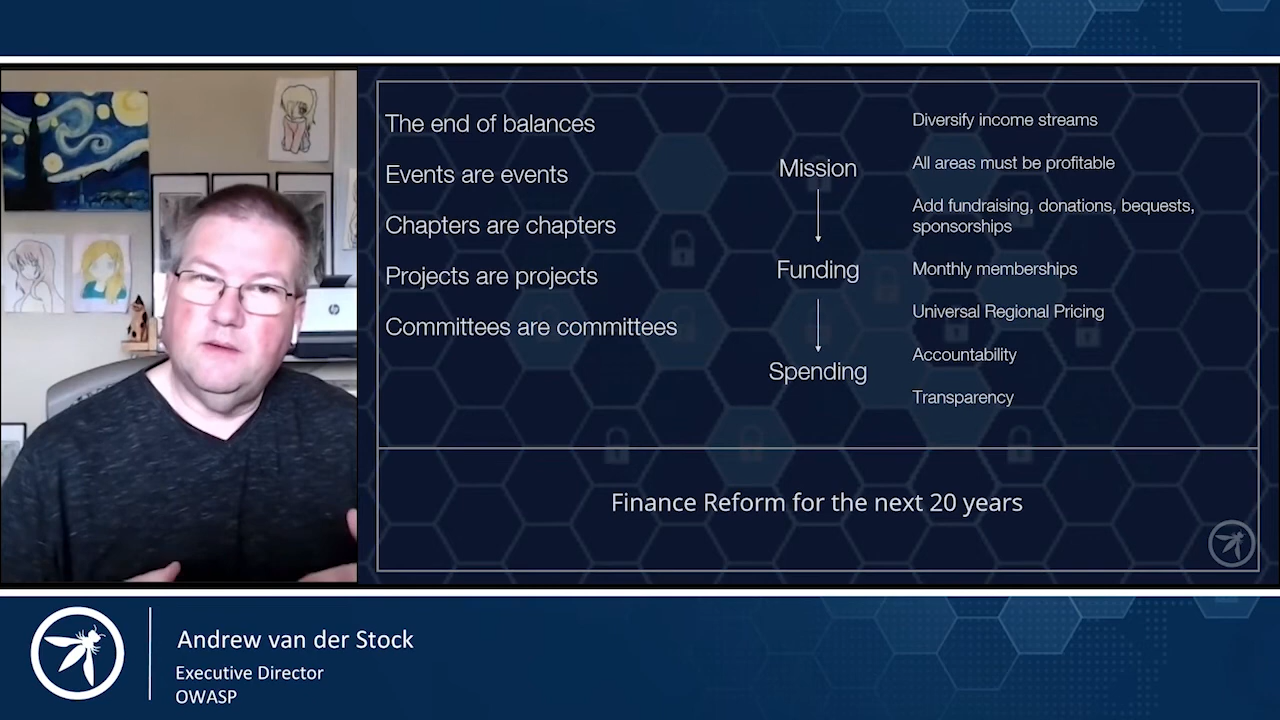 The end of balances
Events are events
Chapters are chapters
Projects are projects
Committees are committees
Mission
Funding
Spending
Diversify income streams
All areas must be profitable
Add fundraising, donations, bequests,
sponsorships
Monthly memberships
Universal Regional Pricing
Accountability
Transparency
Finance Reform for the next 20 years
Andrew van der Stock
Executive Director
OWASP
hp